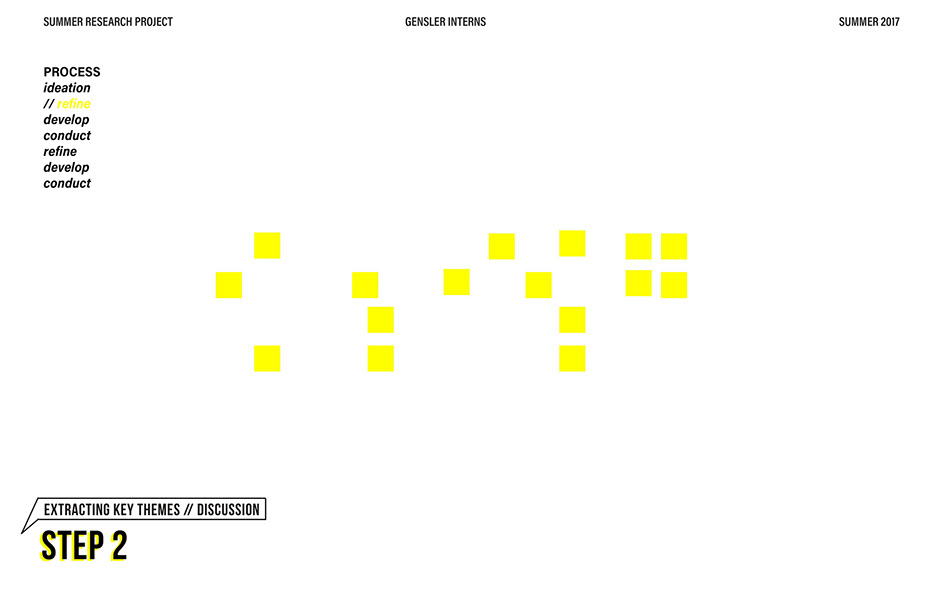 SUMMER RESEARCH PROJECT
GENSLER INTERNS
SUMMER 2017
PROCESS
ideation
// refine
develop
conduct
refine
develop
conduct
EXTRACTING KEY THEMES // DISCUSSION
STEP 2